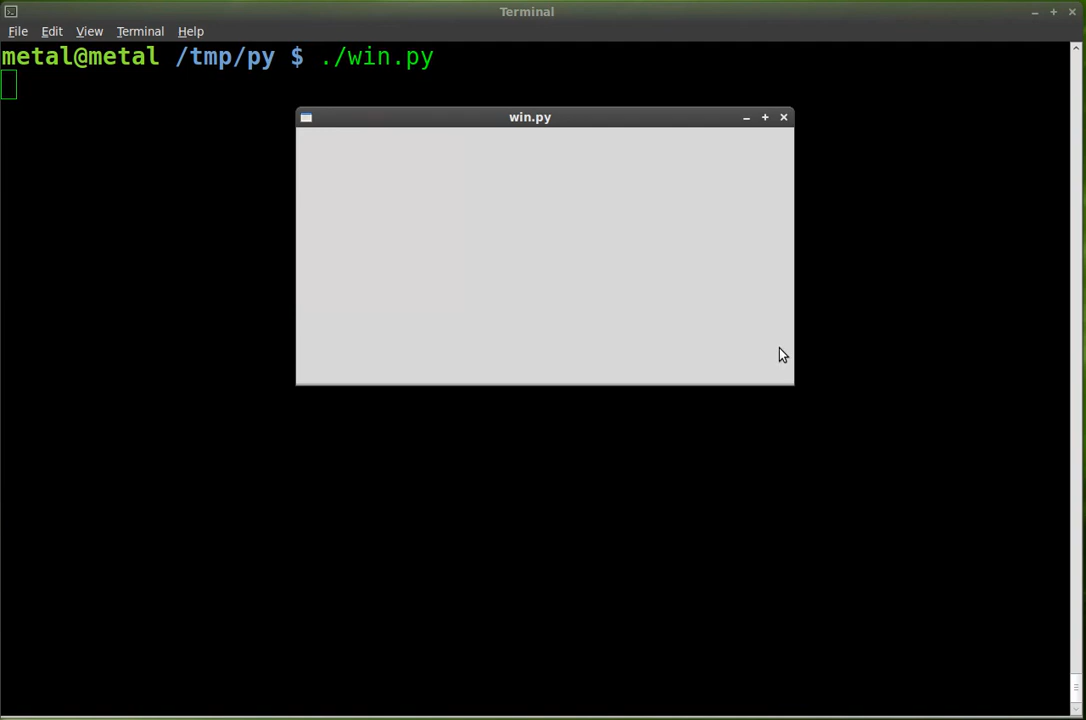 Terminal
File Edit View Terminal Help
metal@metal /tmp/py $ ./win.py
win.py